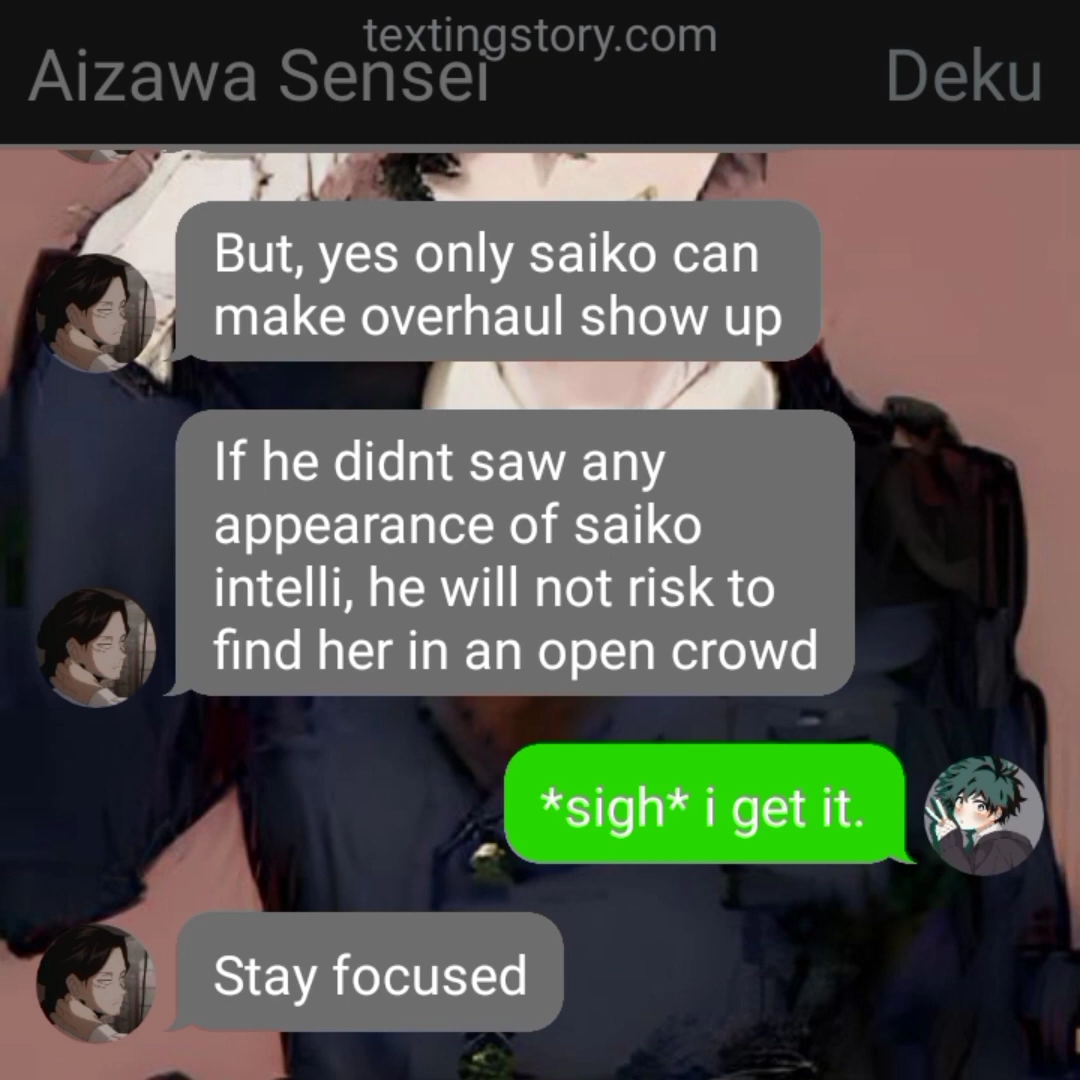 textingstory.com
Aizawa Sensei
Deku
But, yes only saiko can
make overhaul show up
If he didnt saw any
appearance of saiko
intelli, he will not risk to
find her in an open crowd
*sigh* i get it.
Stay focused